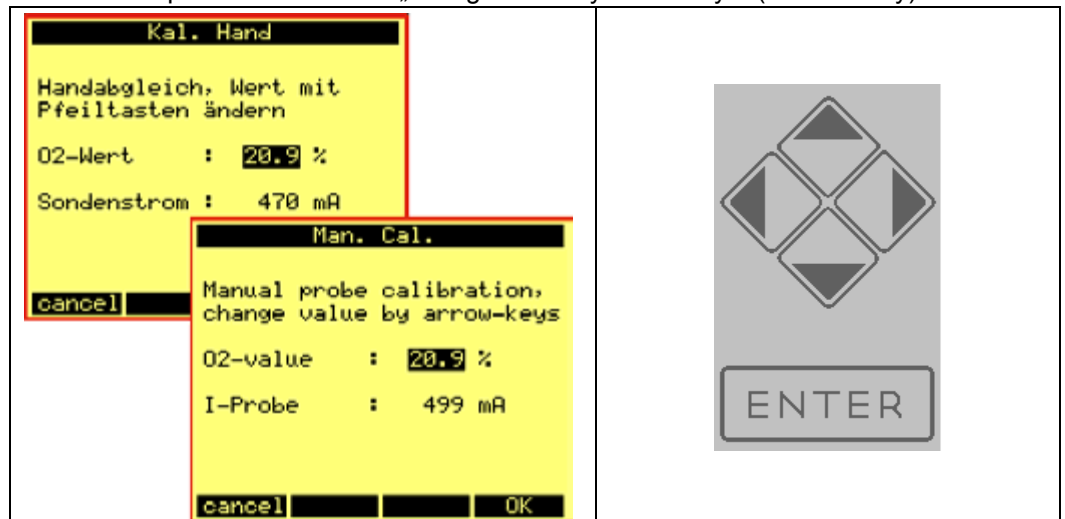 Kal. Hand
Handabgleich, Wert mit
Pfeiltasten ändern
O2-Wert : 20.9 %
Sondenstrom : 470 mA
cancel
Man. Cal.
Manual probe calibration,
change value by arrow-keys
O2-value : 20.9 %
I-Probe : 499 mA
cancel OK
ENTER